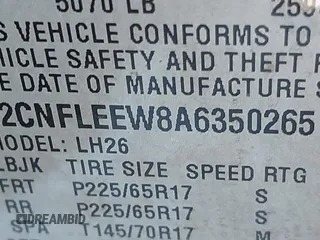 5070 LB 259
S VEHICLE CONFORMS TO
HICLE SAFETY AND THEFT P
E DATE OF MANUFACTURE S
2CNFLEEW8A6350265
MODEL: LH26
LBJK TIRE SIZE SPEED RTG
FRT P225/65R17 S
RR P225/65R17 S
SPA T145/70R17 M
DREAMBID